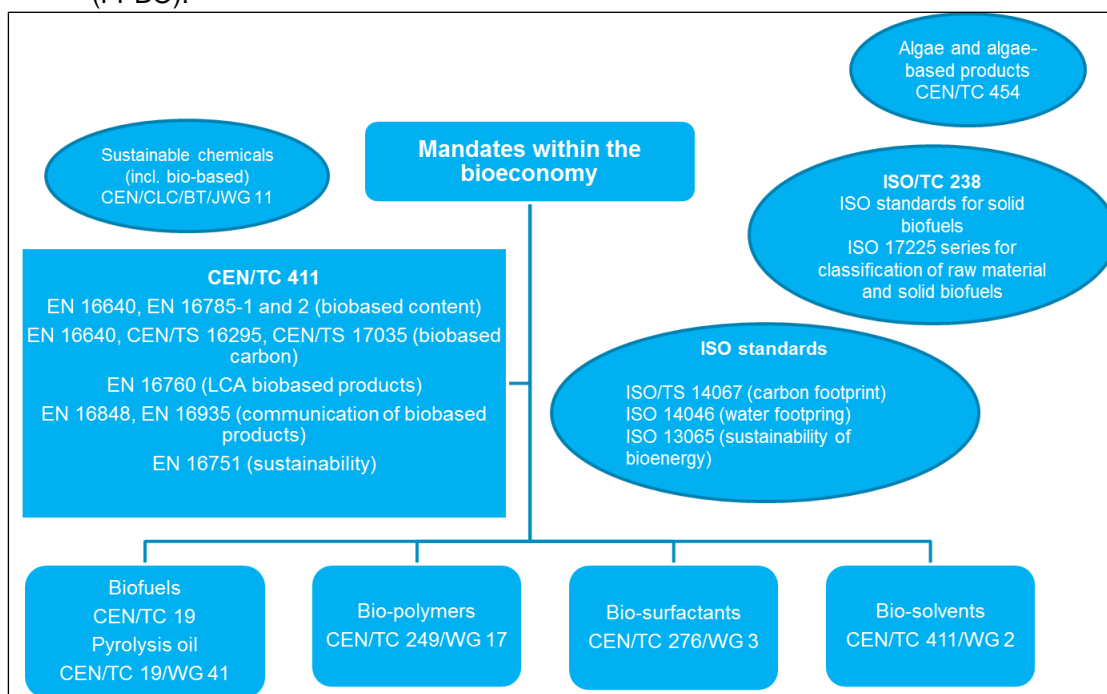 Algae and algae-
based products
CEN/TC 454
Sustainable chemicals
(incl. bio-based)
CEN/CLC/BT/JWG 11
Mandates within the
bioeconomy
ISO/TC 238
ISO standards for solid
biofuels
ISO 17225 series for
classification of raw material
and solid biofuels
CEN/TC 411
EN 16640, EN 16785-1 and 2 (biobased content)
EN 16640, CEN/TS 16295, CEN/TS 17035 (biobased
carbon)
EN 16760 (LCA biobased products)
EN 16848, EN 16935 (communication of biobased
products)
EN 16751 (sustainability)
ISO standards
ISO/TS 14067 (carbon footprint)
ISO 14046 (water footpring)
ISO 13065 (sustainability of
bioenergy)
Biofuels
CEN/TC 19
Pyrolysis oil
CEN/TC 19/WG 41
Bio-polymers
CEN/TC 249/WG 17
Bio-surfactants
CEN/TC 276/WG 3
Bio-solvents
CEN/TC 411/WG 2